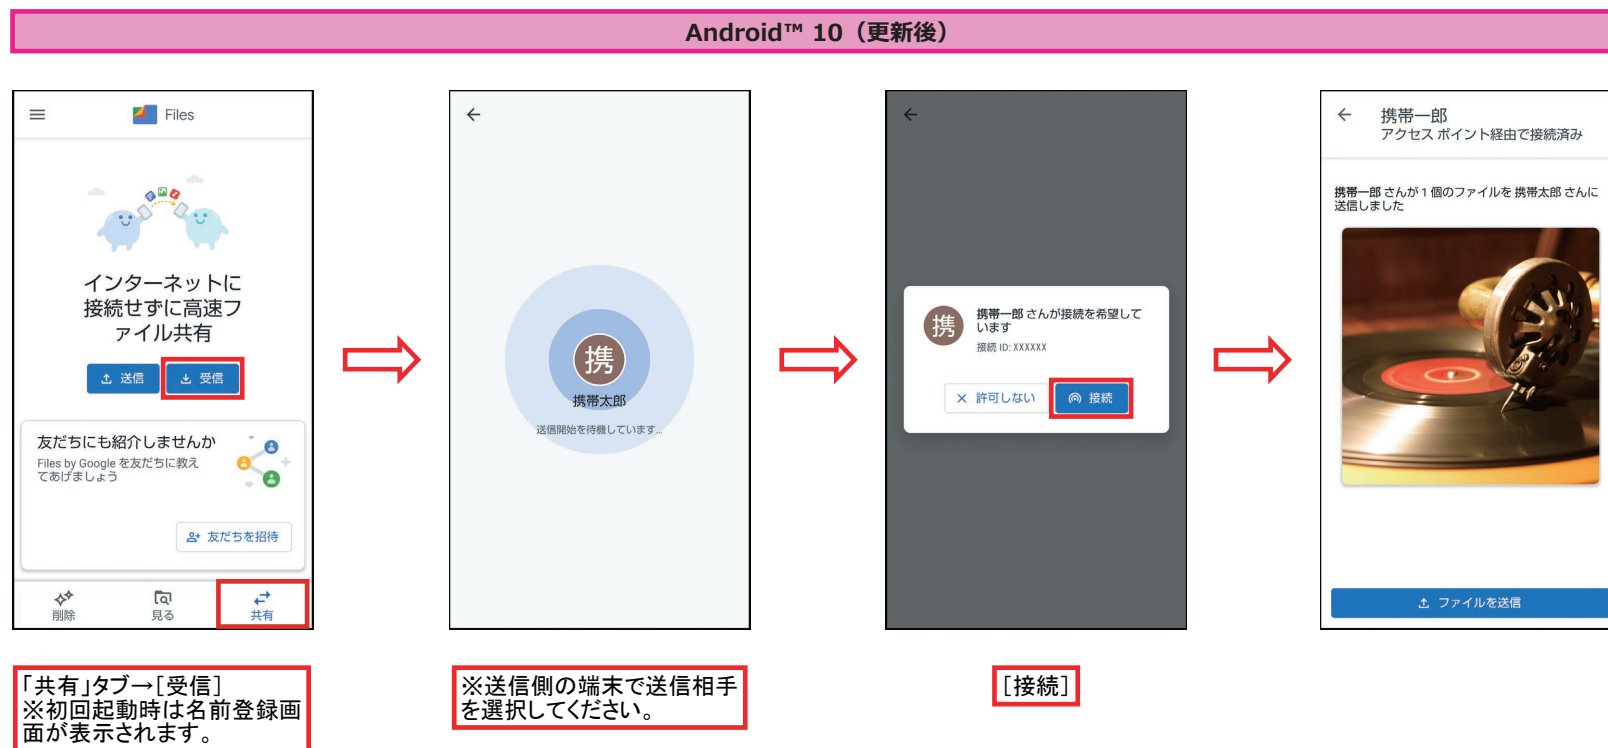 Android™ 10（更新後）
Files
インターネットに
接続せずに高速フ
ァイル共有
送信
受信
友だちにも紹介しませんか
Files by Google を友だちに教え
てあげましょう
友だちを招待
削除
見る
共有
「共有」タブ→[受信]
※初回起動時は名前登録画
面が表示されます。
携
携帯太郎
送信開始を待機しています...
※送信側の端末で送信相手
を選択してください。
携
携帯一郎 さんが接続を希望して
います
接続 ID: XXXXXX
許可しない
接続
[接続]
携帯一郎
アクセス ポイント経由で接続済み
携帯一郎 さんが 1 個のファイルを 携帯太郎 さんに
送信しました
ファイルを送信